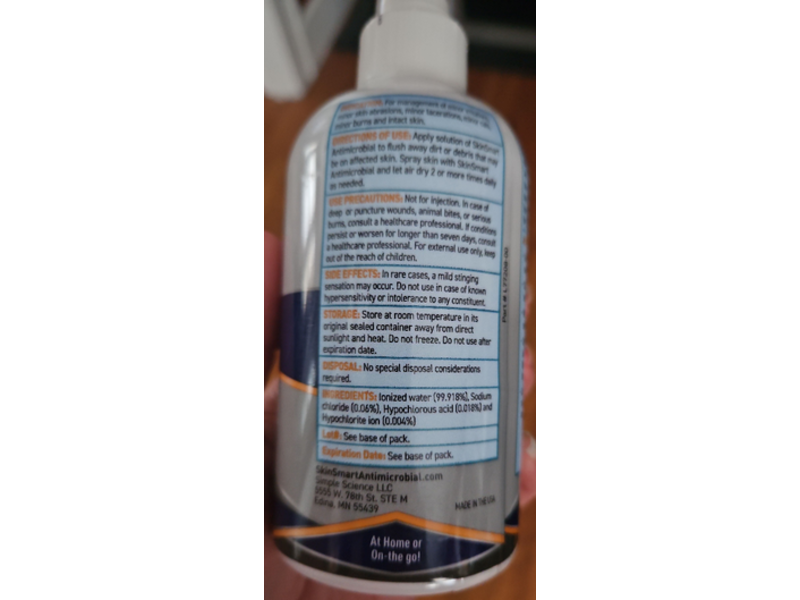 For management of minor
minor skin abrasions, minor lacerations, minor cuts,
minor burns and intact skin.
DIRECTIONS OF USE: Apply solution of SkinSmart
Antimicrobial to flush away dirt or debris that may
be on affected skin. Spray skin with SkinSmart
Antimicrobial and let air dry 2 or more times daily
as needed.
USE PRECAUTIONS: Not for injection. In case of
deep or puncture wounds, animal bites, or serious
burns, consult a healthcare professional. If conditions
persist or worsen for longer than seven days, consult
a healthcare professional. For external use only, keep
out of the reach of children.
SIDE EFFECTS: In rare cases, a mild stinging
sensation may occur. Do not use in case of known
hypersensitivity or intolerance to any constituent.
STORAGE: Store at room temperature in its
original sealed container away from direct
sunlight and heat. Do not freeze. Do not use after
expiration date.
DISPOSAL: No special disposal considerations
required.
INGREDIENTS: Ionized water (99.918%), Sodium
chloride (0.06%), Hypochlorous acid (0.018%) and
Hypochlorite ion (0.004%)
Lot#: See base of pack.
Expiration Date: See base of pack.
SkinSmartAntimicrobial.com
Simple Science LLC
5555 W. 78th St. STE M
Edina, MN 55439
MADE IN THE USA
Part #
At Home or
On-the go!